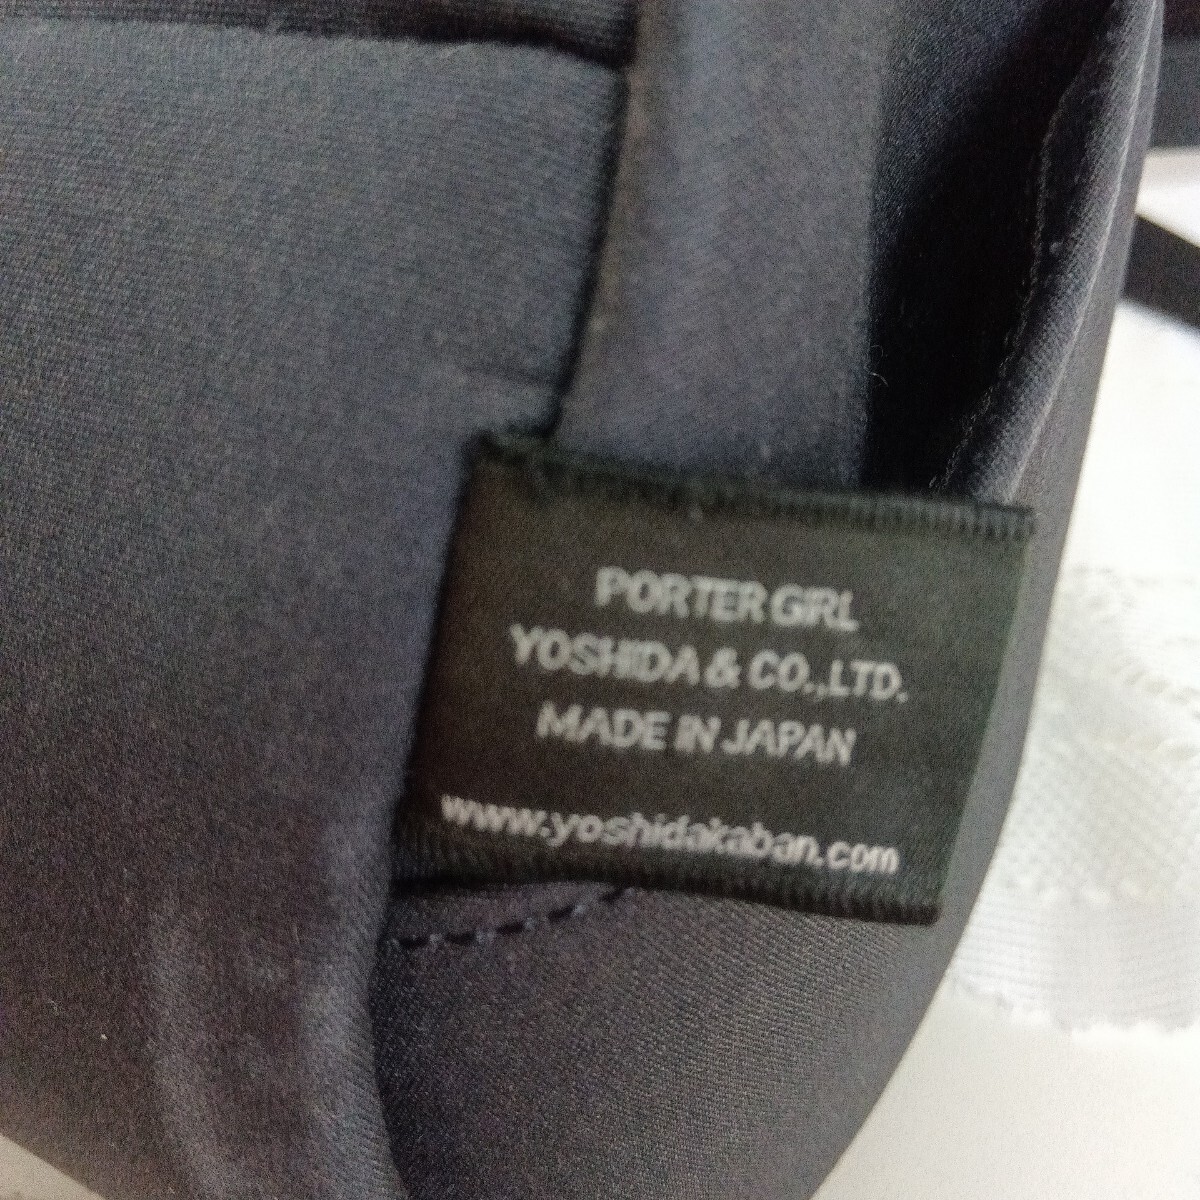 PORTER GIRL
YOSHIDA & CO.,LTD.
MADE IN JAPAN
www.yoshidakaban.com